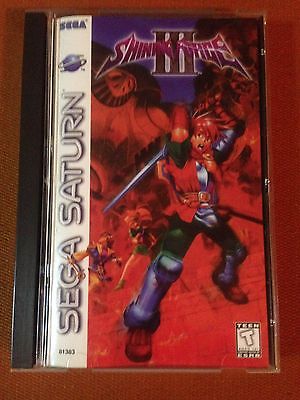 SEGA
SEGA SATURN
81383
SHINING FORCE
III
TEEN
T
ESRB